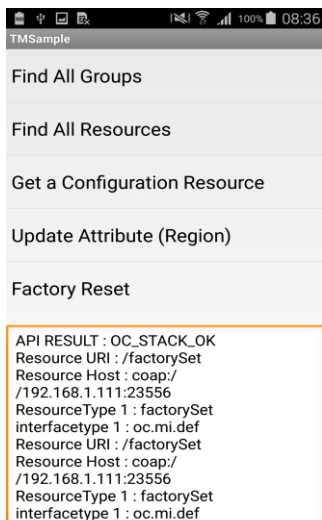 100% 08:36
TMSample
Find All Groups
Find All Resources
Get a Configuration Resource
Update Attribute (Region)
Factory Reset
API RESULT : OC_STACK_OK
Resource URI : /factorySet
Resource Host : coap:/
/192.168.1.111:23556
ResourceType 1 : factorySet
interfacetype 1 : oc.mi.def
Resource URI : /factorySet
Resource Host : coap:/
/192.168.1.111:23556
ResourceType 1 : factorySet
interfacetype 1 : oc.mi.def